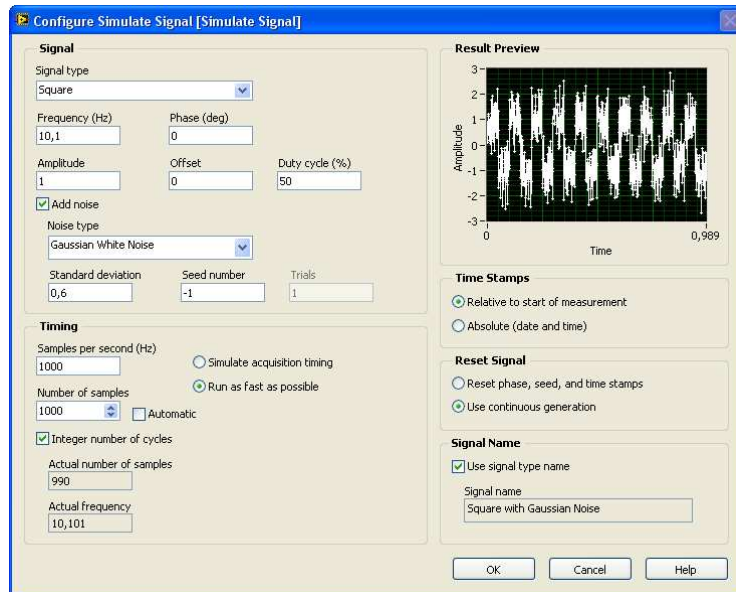 Configure Simulate Signal [Simulate Signal]
Signal
Signal type
Square
Frequency (Hz) Phase (deg)
10,1 0
Amplitude Offset Duty cycle (%)
1 0 50
Add noise
Noise type
Gaussian White Noise
Standard deviation Seed number Trials
0,6 -1 1
Timing
Samples per second (Hz)
1000
Simulate acquisition timing
Run as fast as possible
Number of samples
1000 Automatic
Integer number of cycles
Actual number of samples
990
Actual frequency
10,101
Result Preview
Amplitude
3
2
1
0
-1
-2
-3
0 0,989
Time
Time Stamps
Relative to start of measurement
Absolute (date and time)
Reset Signal
Reset phase, seed, and time stamps
Use continuous generation
Signal Name
Use signal type name
Signal name
Square with Gaussian Noise
OK Cancel Help